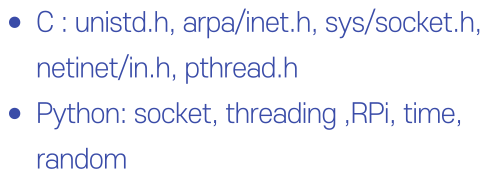 • C : unistd.h, arpa/inet.h, sys/socket.h,
netinet/in.h, pthread.h
• Python: socket, threading ,RPi, time,
random